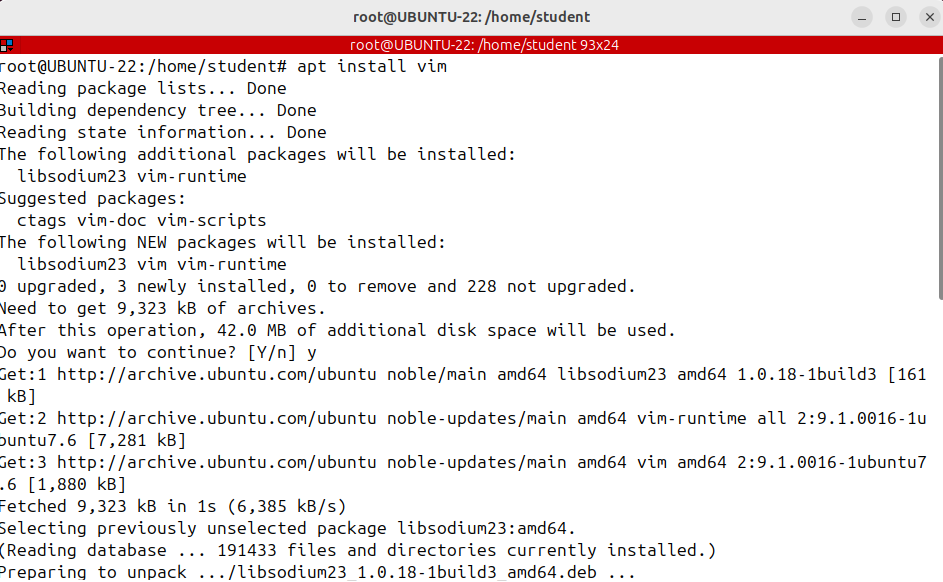 root@UBUNTU-22: /home/student
root@UBUNTU-22: /home/student 93x24
root@UBUNTU-22:/home/student# apt install vim
Reading package lists... Done
Building dependency tree... Done
Reading state information... Done
The following additional packages will be installed:
  libsodium23 vim-runtime
Suggested packages:
  ctags vim-doc vim-scripts
The following NEW packages will be installed:
  libsodium23 vim vim-runtime
0 upgraded, 3 newly installed, 0 to remove and 228 not upgraded.
Need to get 9,323 kB of archives.
After this operation, 42.0 MB of additional disk space will be used.
Do you want to continue? [Y/n] y
Get:1 http://archive.ubuntu.com/ubuntu noble/main amd64 libsodium23 amd64 1.0.18-1build3 [161
 kB]
Get:2 http://archive.ubuntu.com/ubuntu noble-updates/main amd64 vim-runtime all 2:9.1.0016-1u
buntu7.6 [7,281 kB]
Get:3 http://archive.ubuntu.com/ubuntu noble-updates/main amd64 vim amd64 2:9.1.0016-1ubuntu7
.6 [1,880 kB]
Fetched 9,323 kB in 1s (6,385 kB/s)
Selecting previously unselected package libsodium23:amd64.
(Reading database ... 191433 files and directories currently installed.)
Preparing to unpack .../libsodium23_1.0.18-1build3_amd64.deb ...